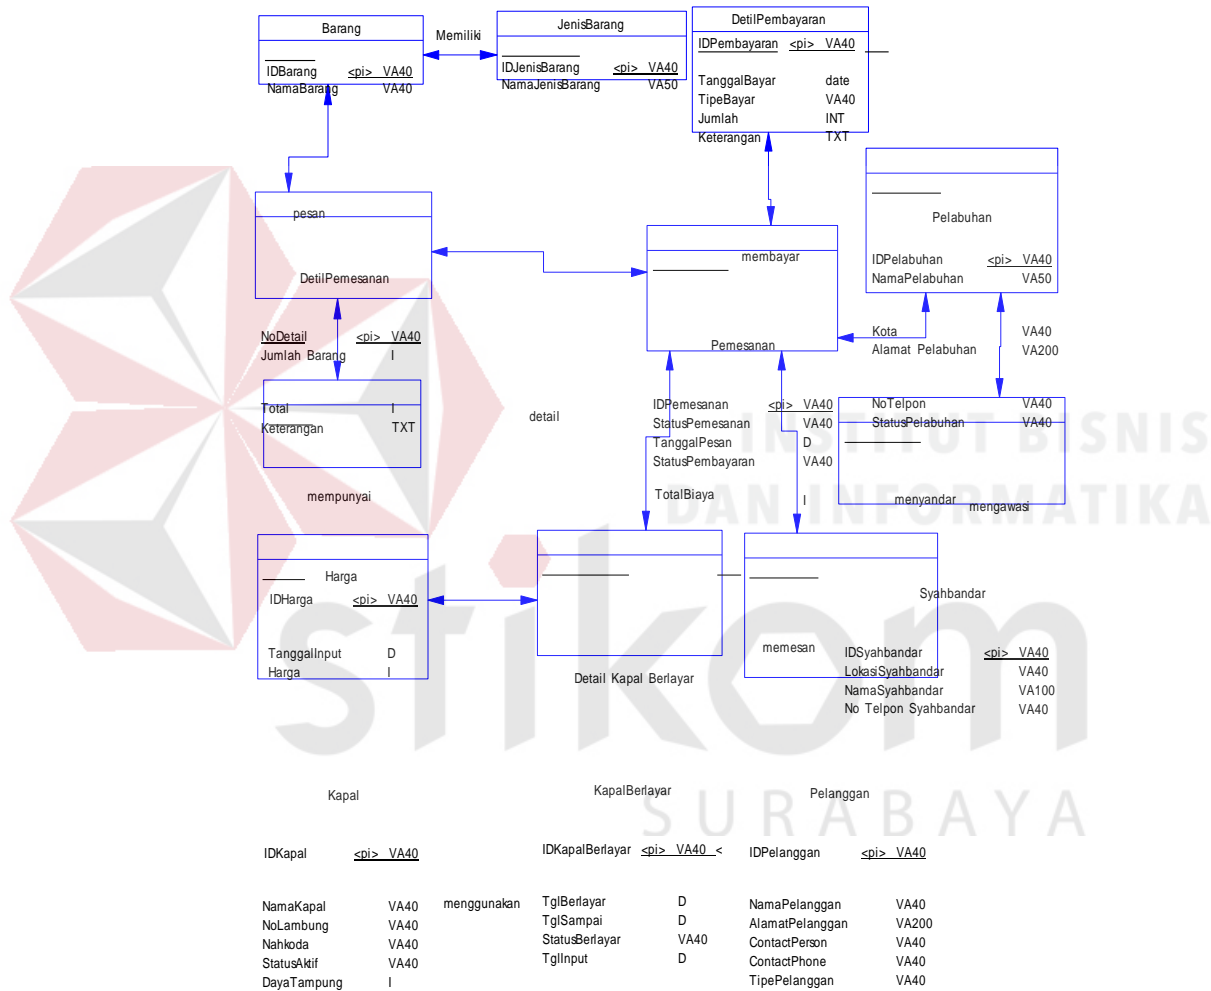 Barang
IDBarang <pi> VA40
NamaBarang VA40
Memiliki
JenisBarang
IDJenisBarang <pi> VA40
NamaJenisBarang VA50
DetilPembayaran
IDPembayaran <pi> VA40
TanggalBayar date
TipeBayar VA40
Jumlah INT
Keterangan TXT
pesan
DetilPemesanan
NoDetail <pi> VA40
Jumlah Barang I
Total I
Keterangan TXT
detail
mempunyai
membayar
Pemesanan
IDPemesanan <pi> VA40
StatusPemesanan VA40
TanggalPesan D
StatusPembayaran VA40
TotalBiaya I
Pelabuhan
IDPelabuhan <pi> VA40
NamaPelabuhan VA50
Kota VA40
Alamat Pelabuhan VA200
NoTelpon VA40
StatusPelabuhan VA40
menyandar
mengawasi
Harga
IDHarga <pi> VA40
TanggalInput D
Harga I
Detail Kapal Berlayar
memesan
Syahbandar
IDSyahbandar <pi> VA40
LokasiSyahbandar VA40
NamaSyahbandar VA100
No Telpon Syahbandar VA40
Kapal
IDKapal <pi> VA40
NamaKapal VA40
NoLambung VA40
Nahkoda VA40
StatusAktif VA40
DayaTampung I
menggunakan
KapalBerlayar
IDKapalBerlayar <pi> VA40 <
TglBerlayar D
TglSampai D
StatusBerlayar VA40
TglInput D
Pelanggan
IDPelanggan <pi> VA40
NamaPelanggan VA40
AlamatPelanggan VA200
ContactPerson VA40
ContactPhone VA40
TipePelanggan VA40
INSTITUT BISNIS
DAN INFORMATIKA
stikom
SURABAYA